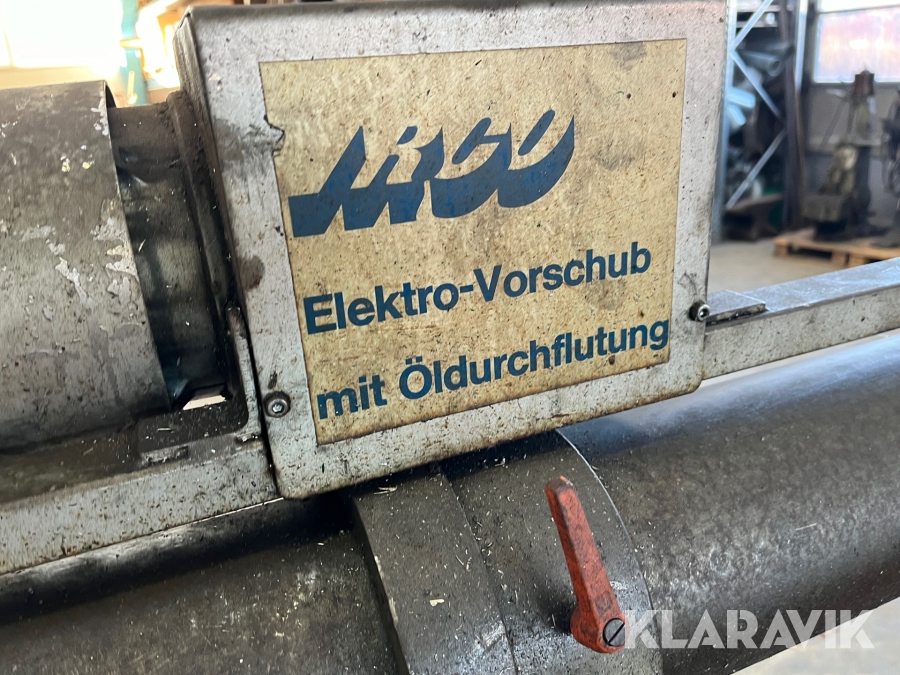 Elektro-Vorschub
mit Öldurchflutung
KLARAVIK